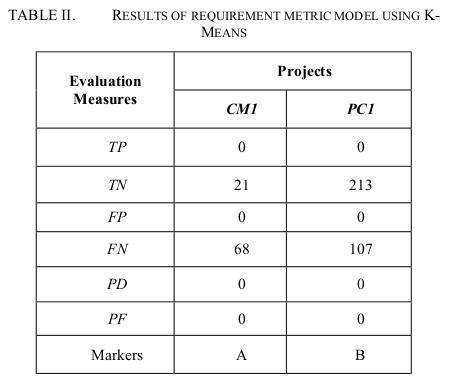 TABLE II. RESULTS OF REQUIREMENT METRIC MODEL USING K-
MEANS
Evaluation
Measures
Projects
CM1 PC1
TP 0 0
TN 21 213
FP 0 0
FN 68 107
PD 0 0
PF 0 0
Markers A B